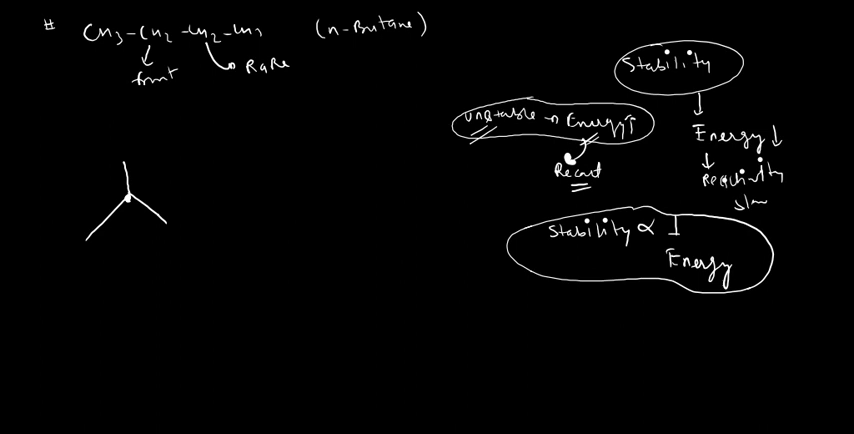 # CH3-CH2-CH2-CH3 (n-Butane)
front
RaRe
Stability
unstable → Energy↑
Energy↓
React
Reactivity
slow
Stability ∝ 1
Energy